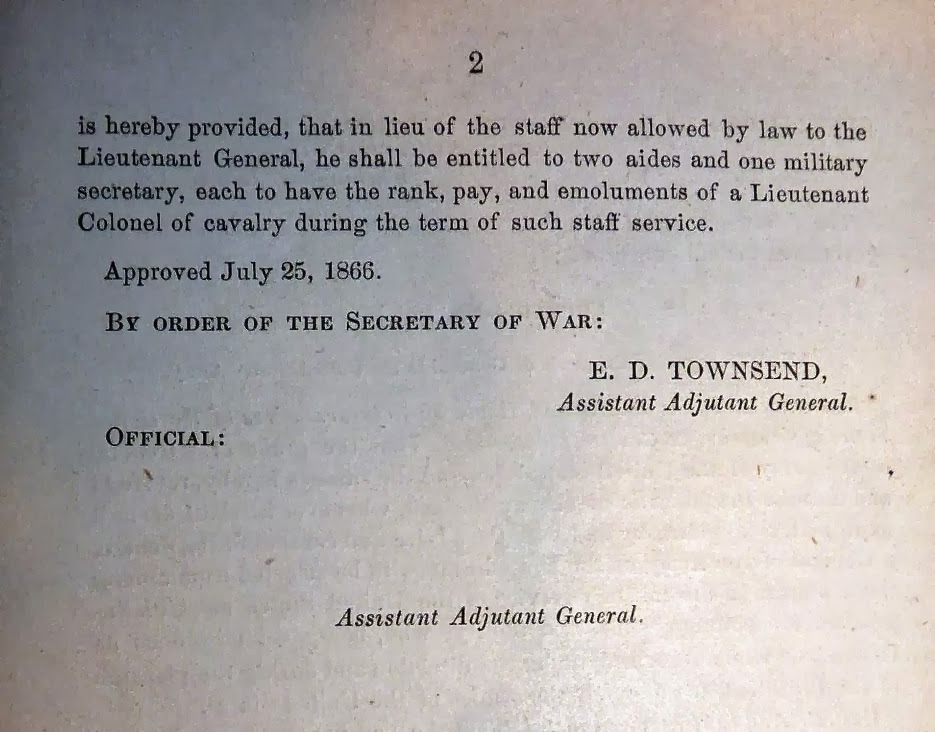 2
is hereby provided, that in lieu of the staff now allowed by law to the
Lieutenant General, he shall be entitled to two aides and one military
secretary, each to have the rank, pay, and emoluments of a Lieutenant
Colonel of cavalry during the term of such staff service.
Approved July 25, 1866.
BY ORDER OF THE SECRETARY OF WAR:
E. D. TOWNSEND,
Assistant Adjutant General.
OFFICIAL:
Assistant Adjutant General.